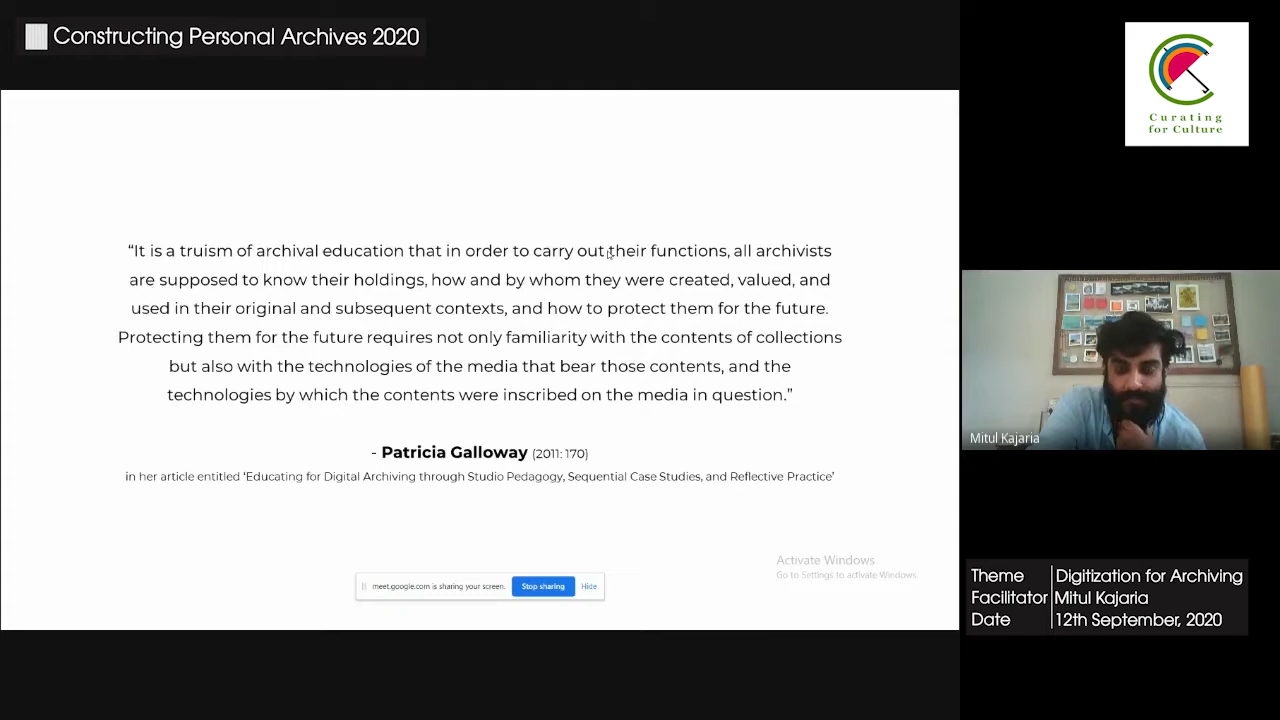 Constructing Personal Archives 2020
Curating
for Culture
“It is a truism of archival education that in order to carry out their functions, all archivists
are supposed to know their holdings, how and by whom they were created, valued, and
used in their original and subsequent contexts, and how to protect them for the future.
Protecting them for the future requires not only familiarity with the contents of collections
but also with the technologies of the media that bear those contents, and the
technologies by which the contents were inscribed on the media in question.”
- Patricia Galloway (2011: 170)
in her article entitled ‘Educating for Digital Archiving through Studio Pedagogy, Sequential Case Studies, and Reflective Practice’
Activate Windows
Go to Settings to activate Windows.
meet.google.com is sharing your screen. Stop sharing Hide
Mitul Kajaria
Theme Digitization for Archiving
Facilitator Mitul Kajaria
Date 12th September, 2020